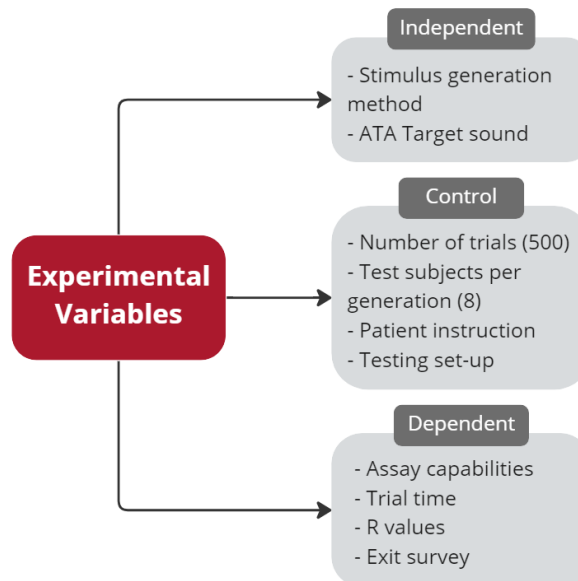 Independent
- Stimulus generation
method
- ATA Target sound
Experimental
Variables
Control
- Number of trials (500)
- Test subjects per
generation (8)
- Patient instruction
- Testing set-up
Dependent
- Assay capabilities
- Trial time
- R values
- Exit survey